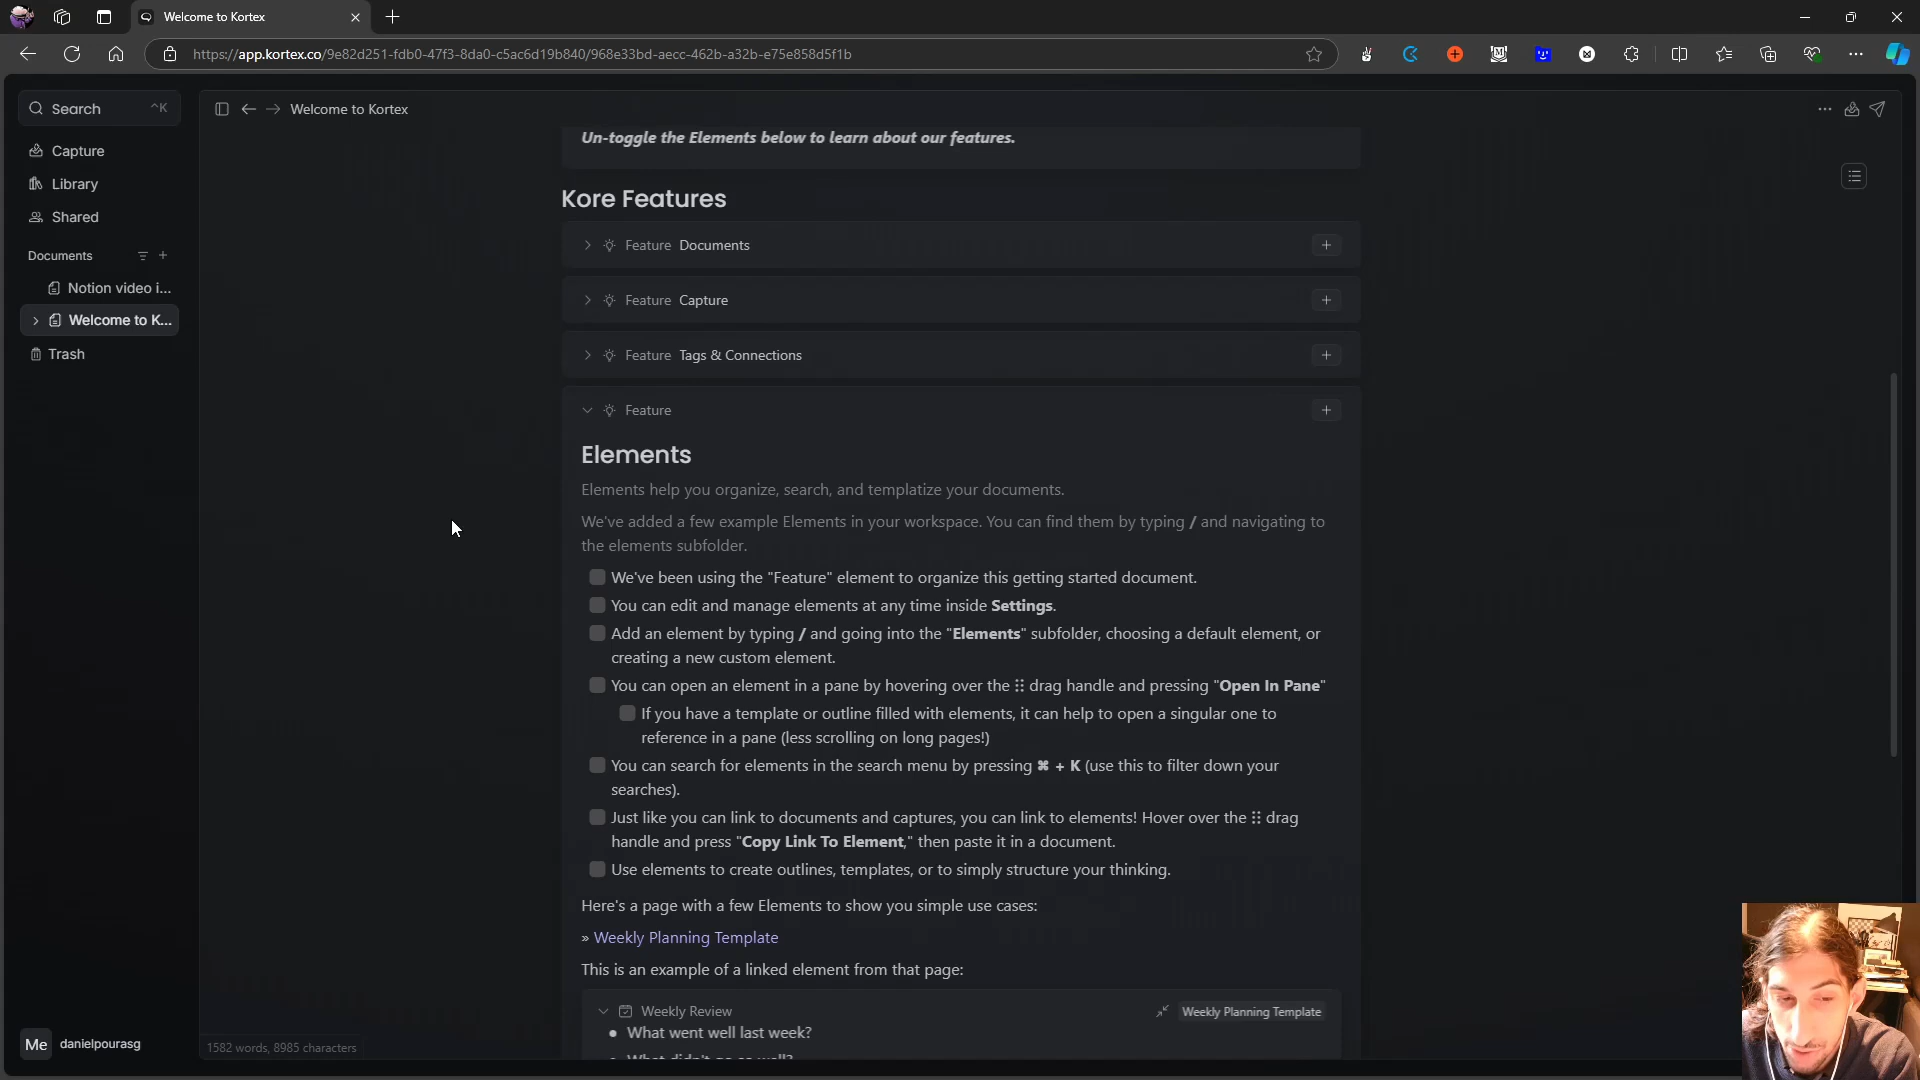 Welcome to Kortex
https://app.kortex.co/9e82d251-fdb0-47f3-8da0-c5ac6d19b840/968e33bd-aecc-462b-a32b-e75e858d5f1b
Search ^K
Capture
Library
Shared
Documents
Notion video i...
Welcome to K...
Trash
Me danielpourasg
Welcome to Kortex
Un-toggle the Elements below to learn about our features.
Kore Features
Feature Documents
Feature Capture
Feature Tags & Connections
Feature
Elements
Elements help you organize, search, and templatize your documents.
We've added a few example Elements in your workspace. You can find them by typing / and navigating to
the elements subfolder.
We've been using the "Feature" element to organize this getting started document.
You can edit and manage elements at any time inside Settings.
Add an element by typing / and going into the "Elements" subfolder, choosing a default element, or
creating a new custom element.
You can open an element in a pane by hovering over the ⠿ drag handle and pressing "Open In Pane"
If you have a template or outline filled with elements, it can help to open a singular one to
reference in a pane (less scrolling on long pages!)
You can search for elements in the search menu by pressing ⌘ + K (use this to filter down your
searches).
Just like you can link to documents and captures, you can link to elements! Hover over the ⠿ drag
handle and press "Copy Link To Element," then paste it in a document.
Use elements to create outlines, templates, or to simply structure your thinking.
Here's a page with a few Elements to show you simple use cases:
» Weekly Planning Template
This is an example of a linked element from that page:
Weekly Review Weekly Planning Template
• What went well last week?
What didn't go so well?
1582 words, 8985 characters